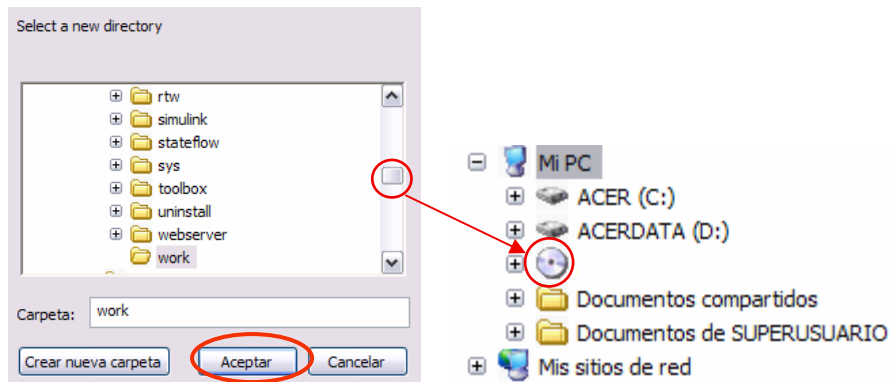 Select a new directory
rtw
simulink
stateflow
sys
toolbox
uninstall
webserver
work
Carpeta: work
Crear nueva carpeta Aceptar Cancelar
Mi PC
ACER (C:)
ACERDATA (D:)
Documentos compartidos
Documentos de SUPERUSUARIO
Mis sitios de red